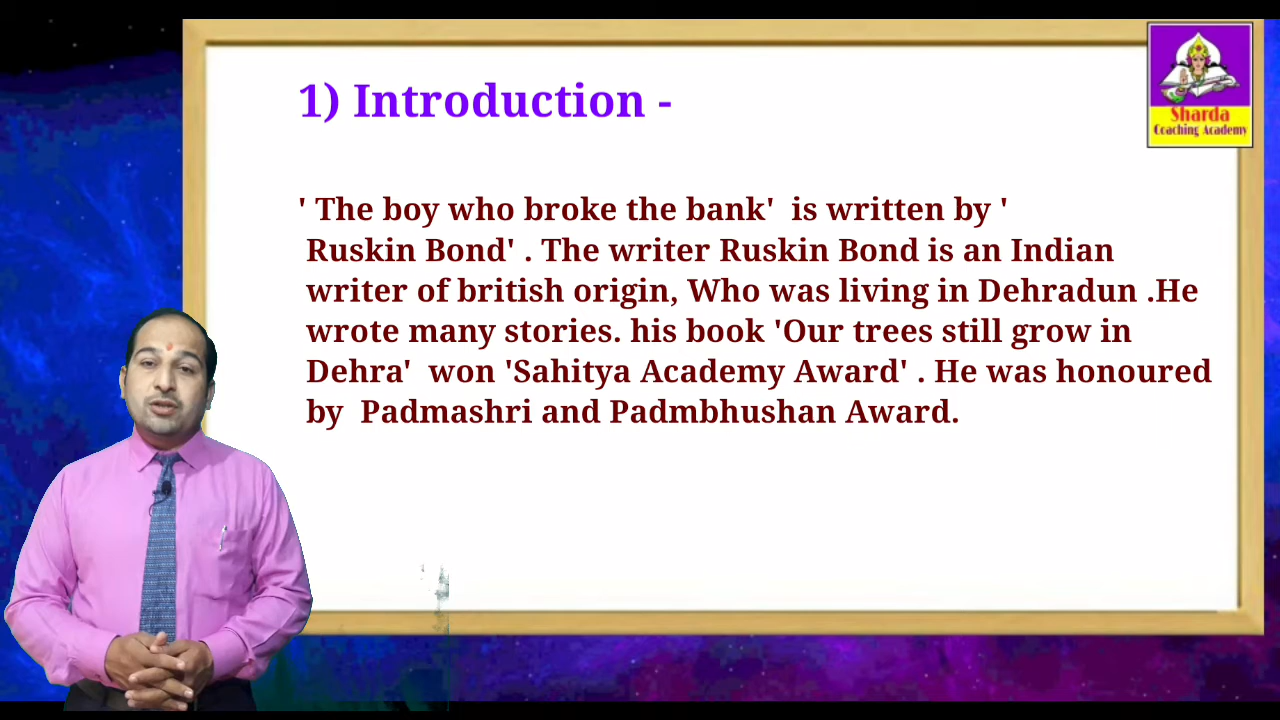 1) Introduction -
Sharda
Coaching Academy
' The boy who broke the bank'  is written by '
Ruskin Bond' . The writer Ruskin Bond is an Indian
writer of british origin, Who was living in Dehradun .He
wrote many stories. his book 'Our trees still grow in
Dehra'  won 'Sahitya Academy Award' . He was honoured
by  Padmashri and Padmbhushan Award.